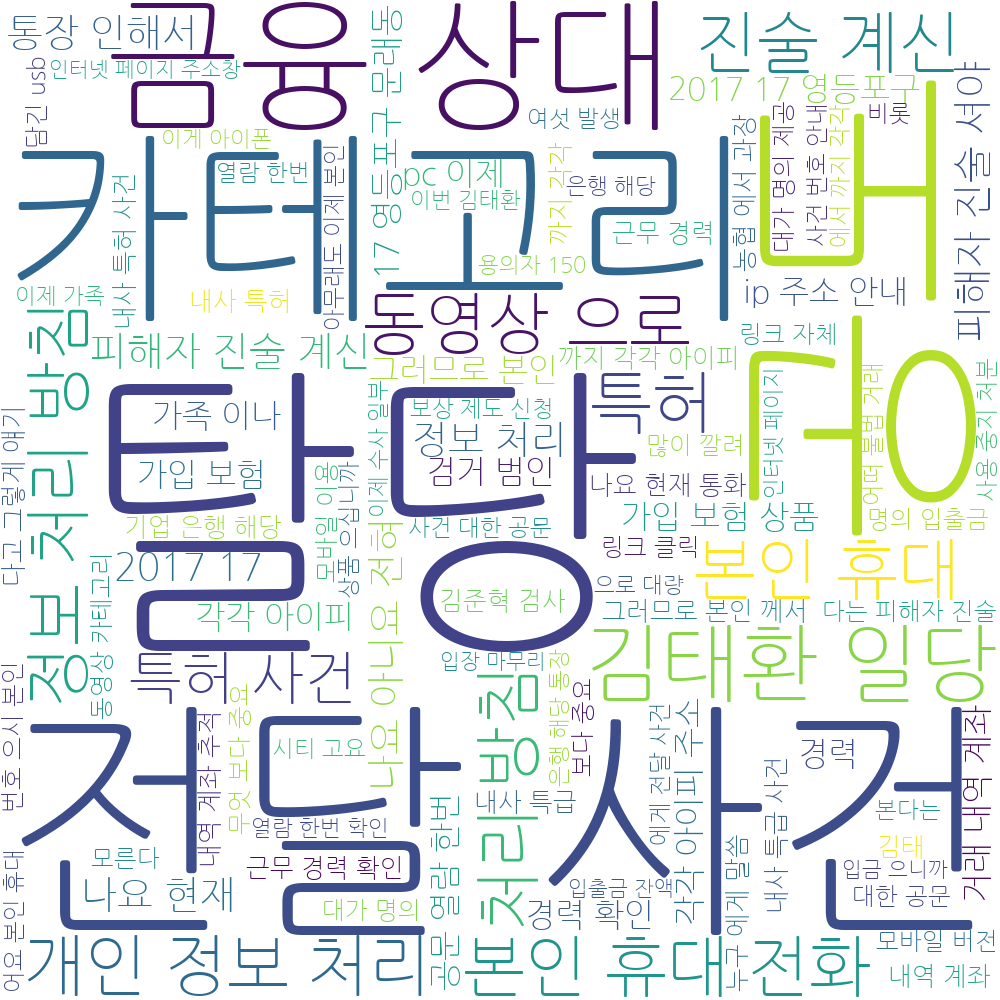 통장 인해서
금융 상대
진술 계신
인터넷 페이지 주소창
담긴 usb
이게 아이폰
여섯 발생
2017 17 영등포구
비롯
카테고리
버
열람 한번
pc 이제
이번 김태환
은행 해당
까지 각각
근무 경력
용의자 150
17 영등포구 문래동
내사 특허 사건
아무래도 이제 본인
농협 에서 과장
대가 명의 제공
사건 번호 안내
에서 까지 각각
피해자 진술 셔야
이제 가족
내사 특허
ip 주소 안내
동영상 으로
링크 자체
피해자 진술 계신
그러므로 본인
까지 각각 아이피
탈당
강
특허
가족 이나
보상 제도 신청
정보 처리
많이 깔려
가입 보험
검거 범인
나요 현재 통화
인터넷 페이지
어떤 불법 거래
사용 중지 처분
기업 은행 해당
사건 대한 공문
가입 보험 상품
명의 입출금
정보 처리 방침
다고 그렇게 얘기
모바일 이용
상품 으십니까
이제 수사 일부
나요 아니요 전혀
2017 17
링크 클릭
본인 휴대
으로 대량
각각 아이피
김준혁 검사
그러므로 본인 께서
다는 피해자 진술
카테고리
동영상
특허 사건
입장 마무리
김태환 일당
번호 으시 본인
내역 계좌 추적
무엇 보다 중요
전달 사건
시티 고요
은행 해당 통장
보다 중요
처리 방침
에게 전달 사건
각각 아이피 주소
경력
거래 내역 계좌
열람 한번 확인
내사 특급
내사 특급 사건
본다는
김태
모른다
근무 경력 확인
열람 한번
입금 으니까
나요 현재
대가 명의
입출금 잔액
경력 확인
에게 말씀
대한 공문
어요 본인 휴대
개인 정보 처리
공문
본인 휴대 전화
누구
모바일 버전
내역 계좌